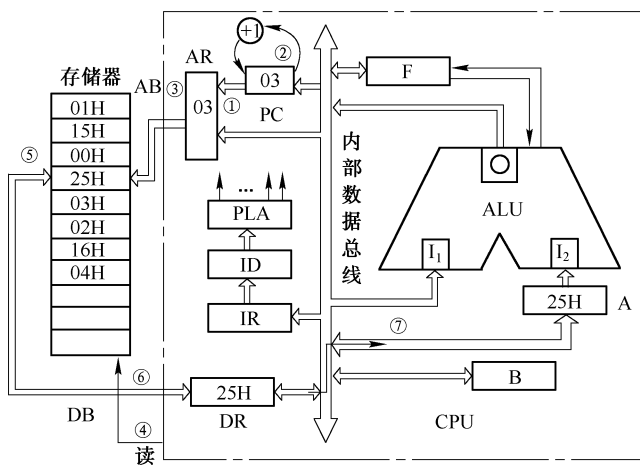 +1
②
AR
F
存储器
AB
③
03
①
03
PC
01H
15H
00H
25H
03H
02H
16H
04H
⑤
内部数据总线
ALU
...
PLA
ID
IR
I₁
I₂
25H
A
⑦
⑥
25H
B
DB
④
读
DR
CPU